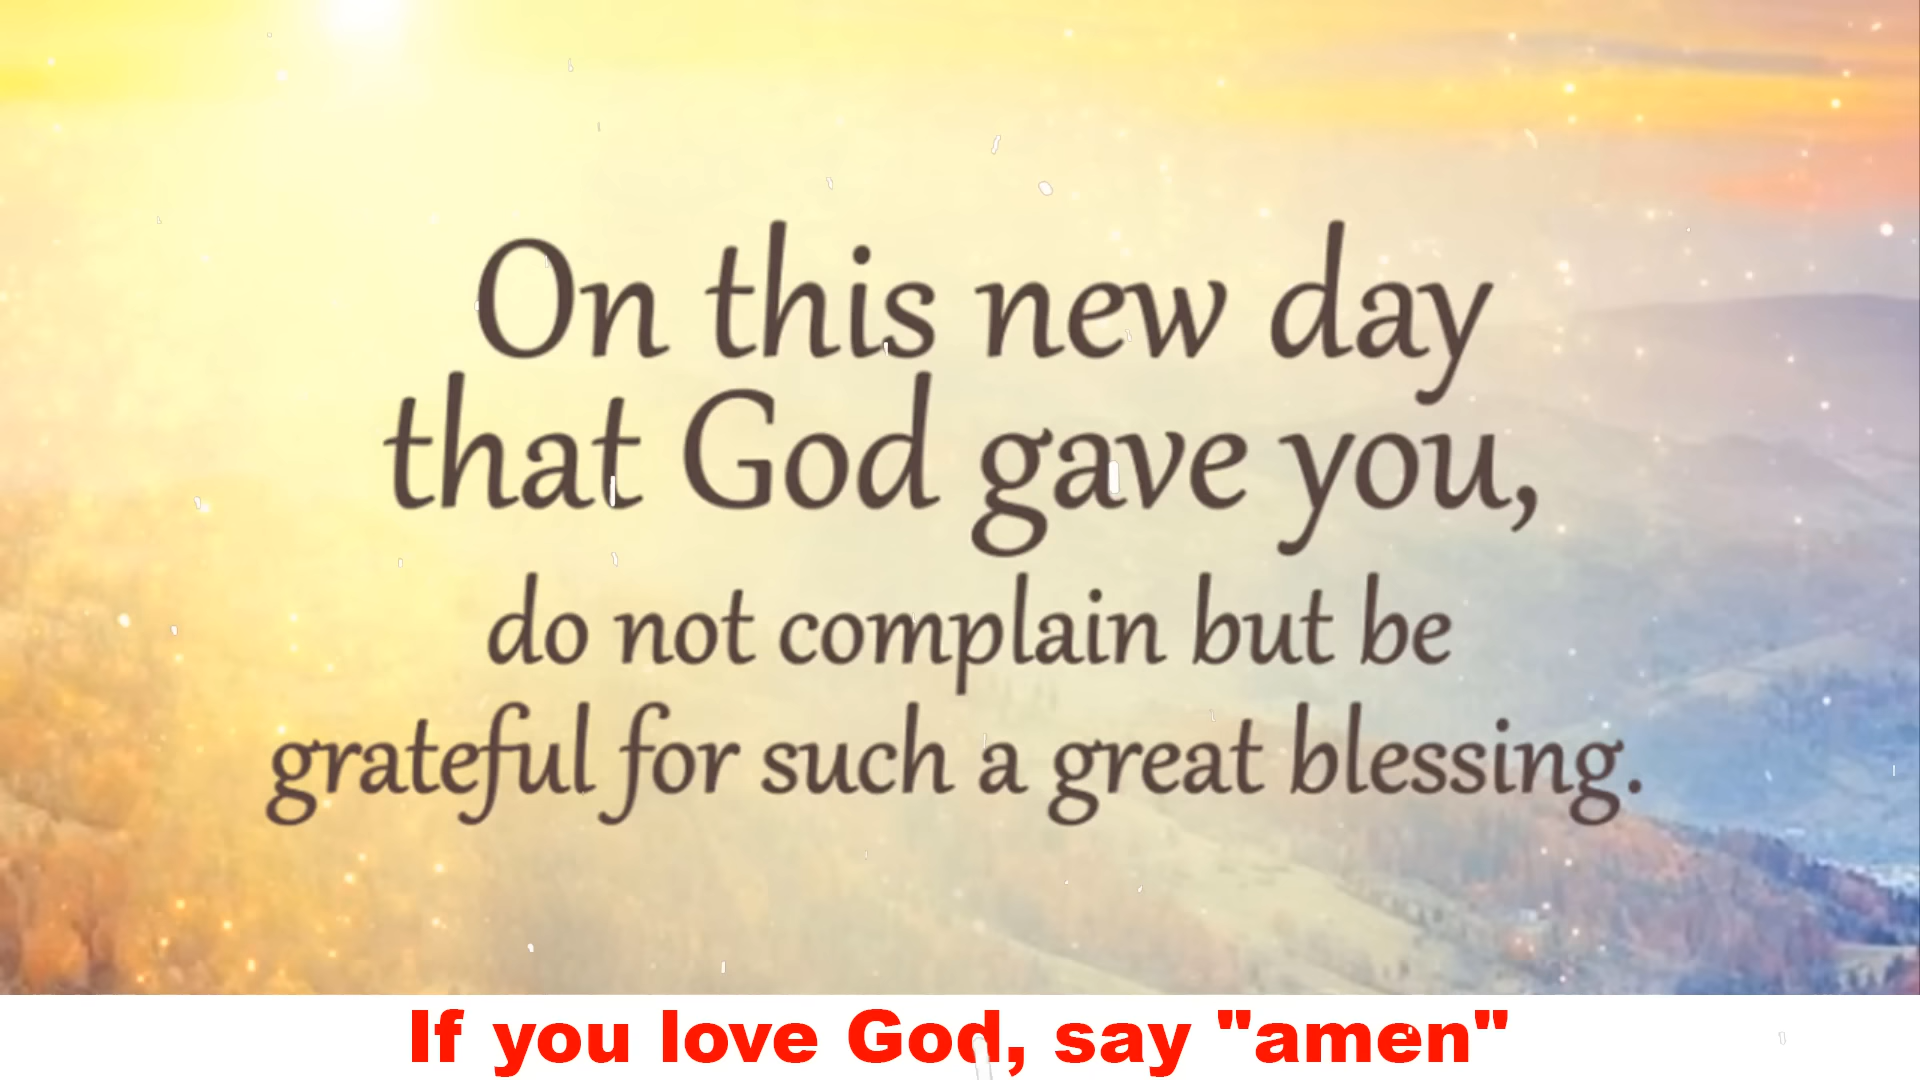 On this new day
that God gave you,
do not complain but be
grateful for such a great blessing.
If you love God, say "amen"